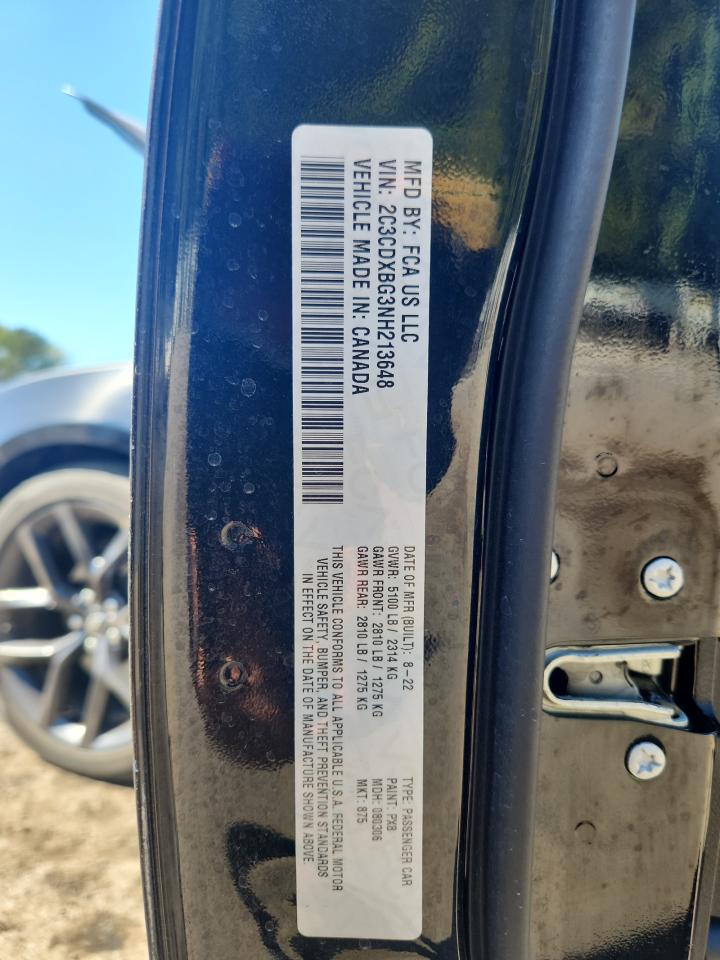 MFD BY: FCA US LLC
VIN: 2C3CDXBG3NH213648
VEHICLE MADE IN: CANADA
DATE OF MFR (BUILT): 8-22
GVWR: 5100 LB / 2314 KG
GAWR FRONT: 2810 LB / 1275 KG
GAWR REAR: 2810 LB / 1275 KG
TYPE: PASSENGER CAR
PAINT: PX8
MDH: 080306
MKT: 875
THIS VEHICLE CONFORMS TO ALL APPLICABLE U.S.A. FEDERAL MOTOR
VEHICLE SAFETY, BUMPER, AND THEFT PREVENTION STANDARDS
IN EFFECT ON THE DATE OF MANUFACTURE SHOWN ABOVE.